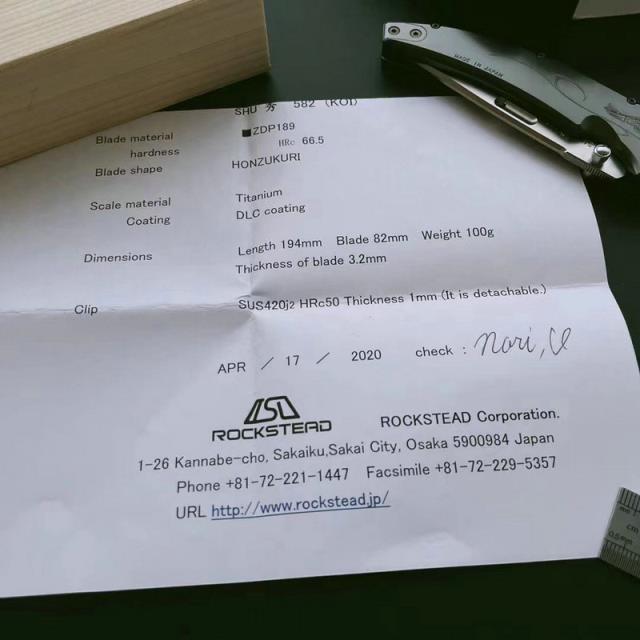 MADE IN JAPAN
SHU 秀 582 (KOI)
Blade material ■ZDP189
hardness HRc 66.5
Blade shape HONZUKURI
Scale material Titanium
Coating DLC coating
Dimensions Length 194mm Blade 82mm Weight 100g
Thickness of blade 3.2mm
Clip SUS420j2 HRc50 Thickness 1mm (It is detachable.)
APR / 17 / 2020 check : Nori, U
ROCKSTEAD
ROCKSTEAD Corporation.
1-26 Kannabe-cho, Sakaiku,Sakai City, Osaka 5900984 Japan
Phone +81-72-221-1447 Facsimile +81-72-229-5357
URL http://www.rockstead.jp/
cm
0.5mm